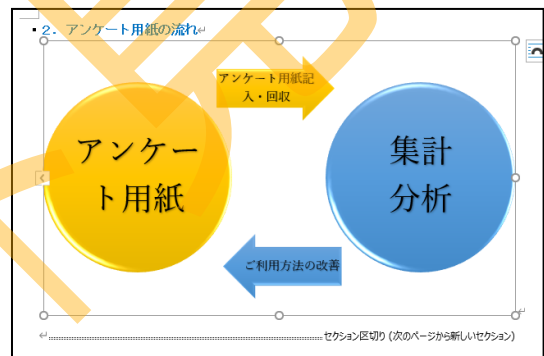 2．アンケート用紙の流れ
アンケート用紙記
入・回収
アンケー
ト用紙
集計
分析
ご利用方法の改善
セクション区切り (次のページから新しいセクション)